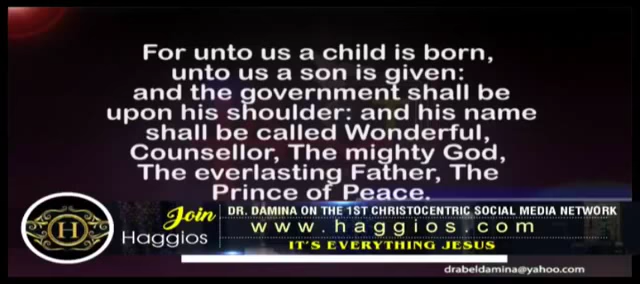 For unto us a child is born,
unto us a son is given:
and the government shall be
upon his shoulder: and his name
shall be called Wonderful,
Counsellor, The mighty God,
The everlasting Father, The
Prince of Peace.
H
Join
Haggios
DR. DAMINA ON THE 1ST CHRISTOCENTRIC SOCIAL MEDIA NETWORK
www.haggios.com
IT'S EVERYTHING JESUS
drabeldamina@yahoo.com